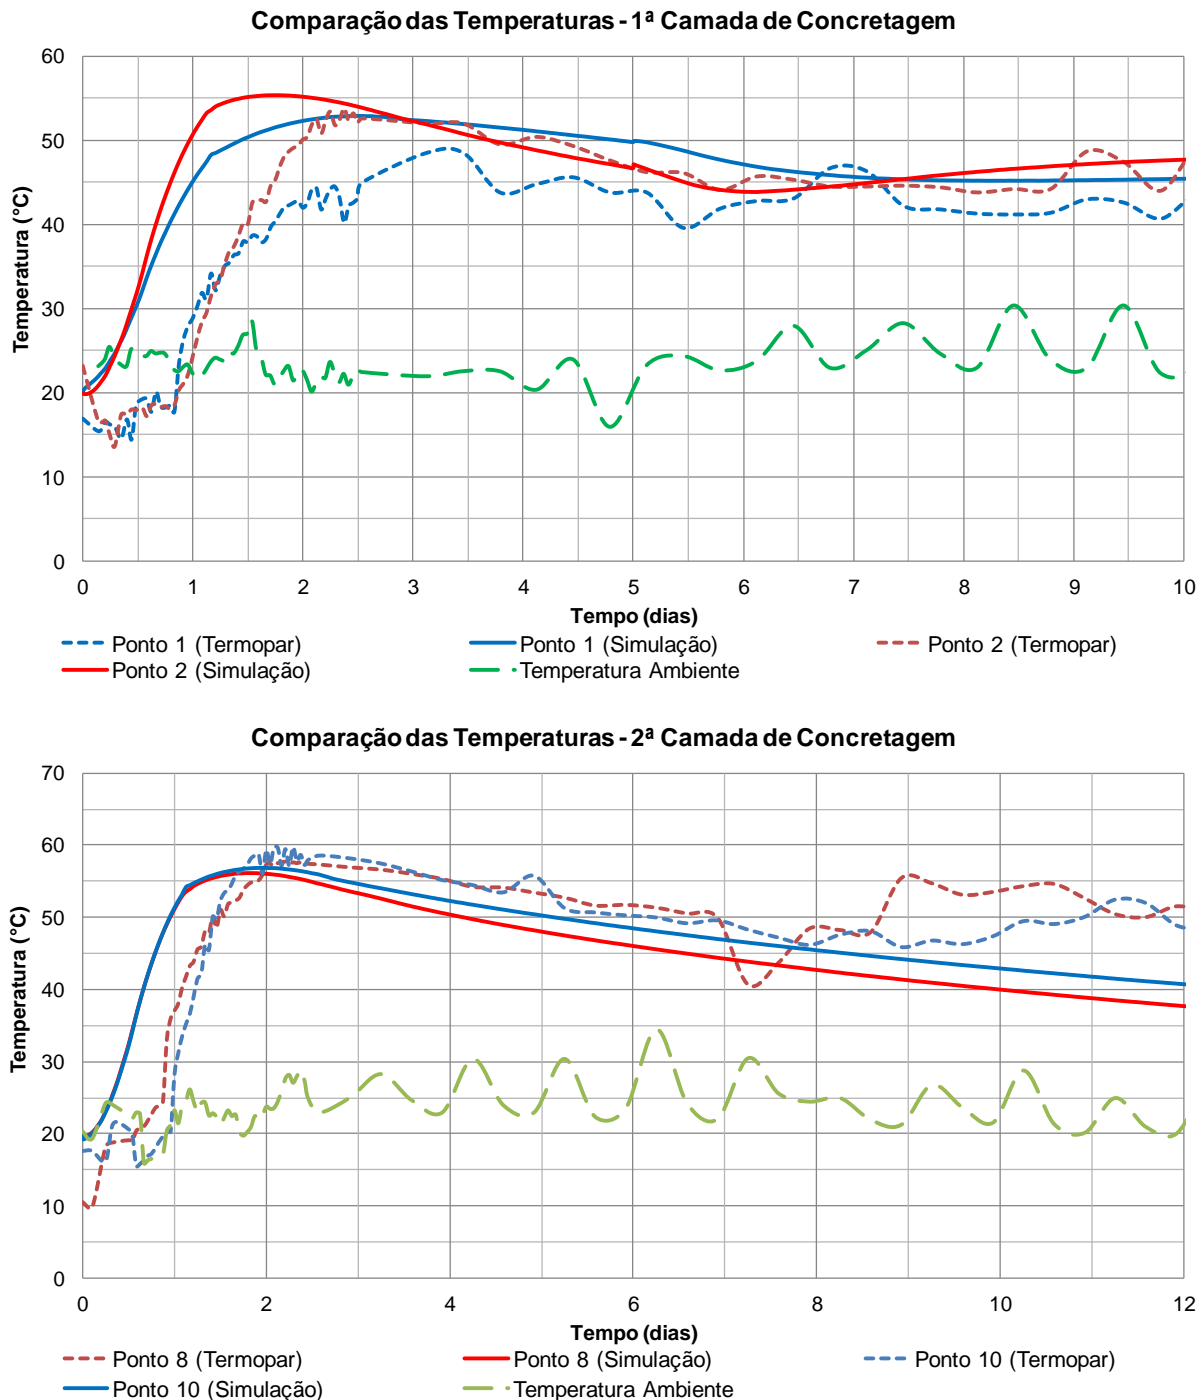 Comparação das Temperaturas - 1ª Camada de Concretagem
60
50
40
30
20
10
0
Temperatura (°C)
0 1 2 3 4 5 6 7 8 9 10
Tempo (dias)
Ponto 1 (Termopar) Ponto 1 (Simulação) Ponto 2 (Termopar)
Ponto 2 (Simulação) Temperatura Ambiente
Comparação das Temperaturas - 2ª Camada de Concretagem
70
60
50
40
30
20
10
0
Temperatura (°C)
0 2 4 6 8 10 12
Tempo (dias)
Ponto 8 (Termopar) Ponto 8 (Simulação) Ponto 10 (Termopar)
Ponto 10 (Simulação) Temperatura Ambiente